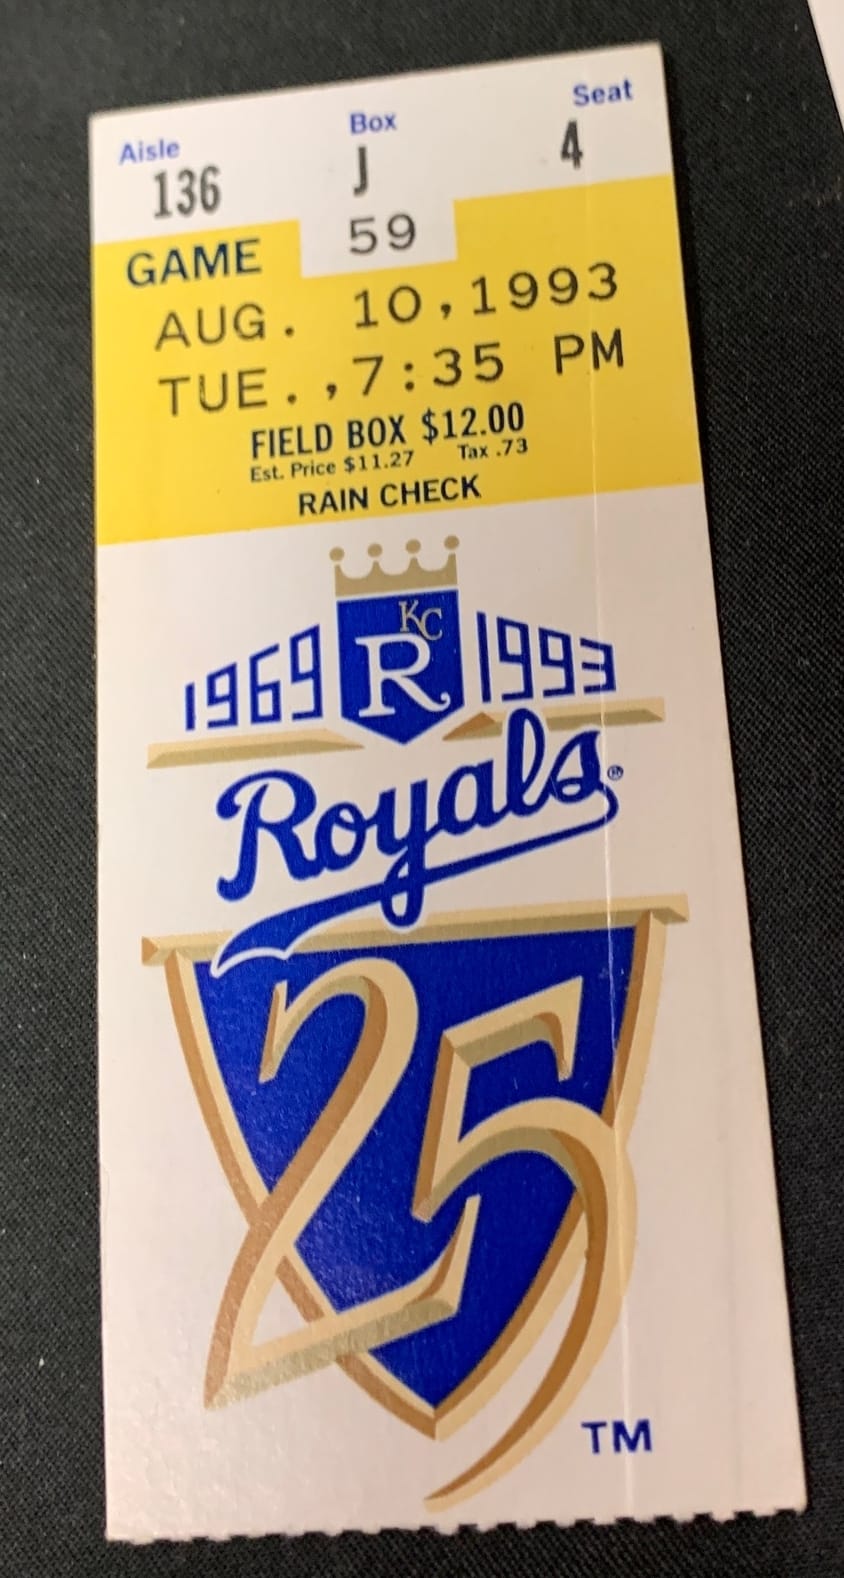 Aisle Box Seat
136 J 4
GAME 59
AUG. 10,1993
TUE.,7:35 PM
FIELD BOX $12.00
Est. Price $11.27 Tax .73
RAIN CHECK
KC
1969 R 1993
Royals®
25
TM